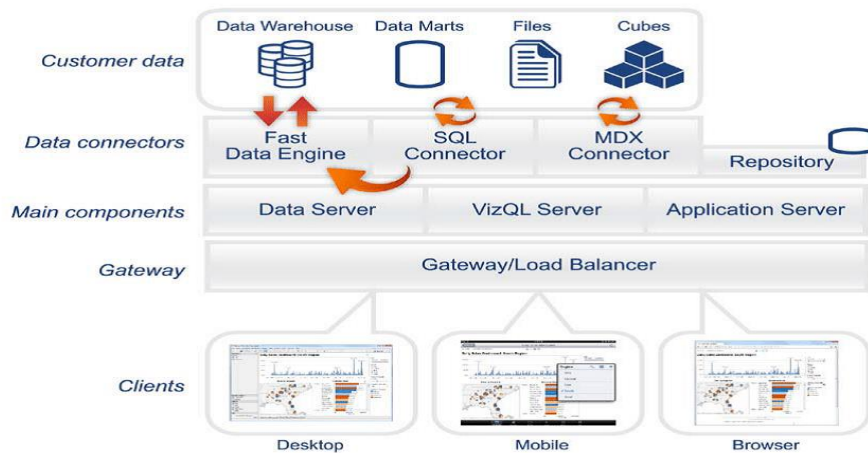 Data Warehouse Data Marts Files Cubes
Customer data
Data connectors
Fast
Data Engine
SQL
Connector
MDX
Connector
Repository
Main components
Data Server VizQL Server Application Server
Gateway
Gateway/Load Balancer
Clients
Desktop Mobile Browser